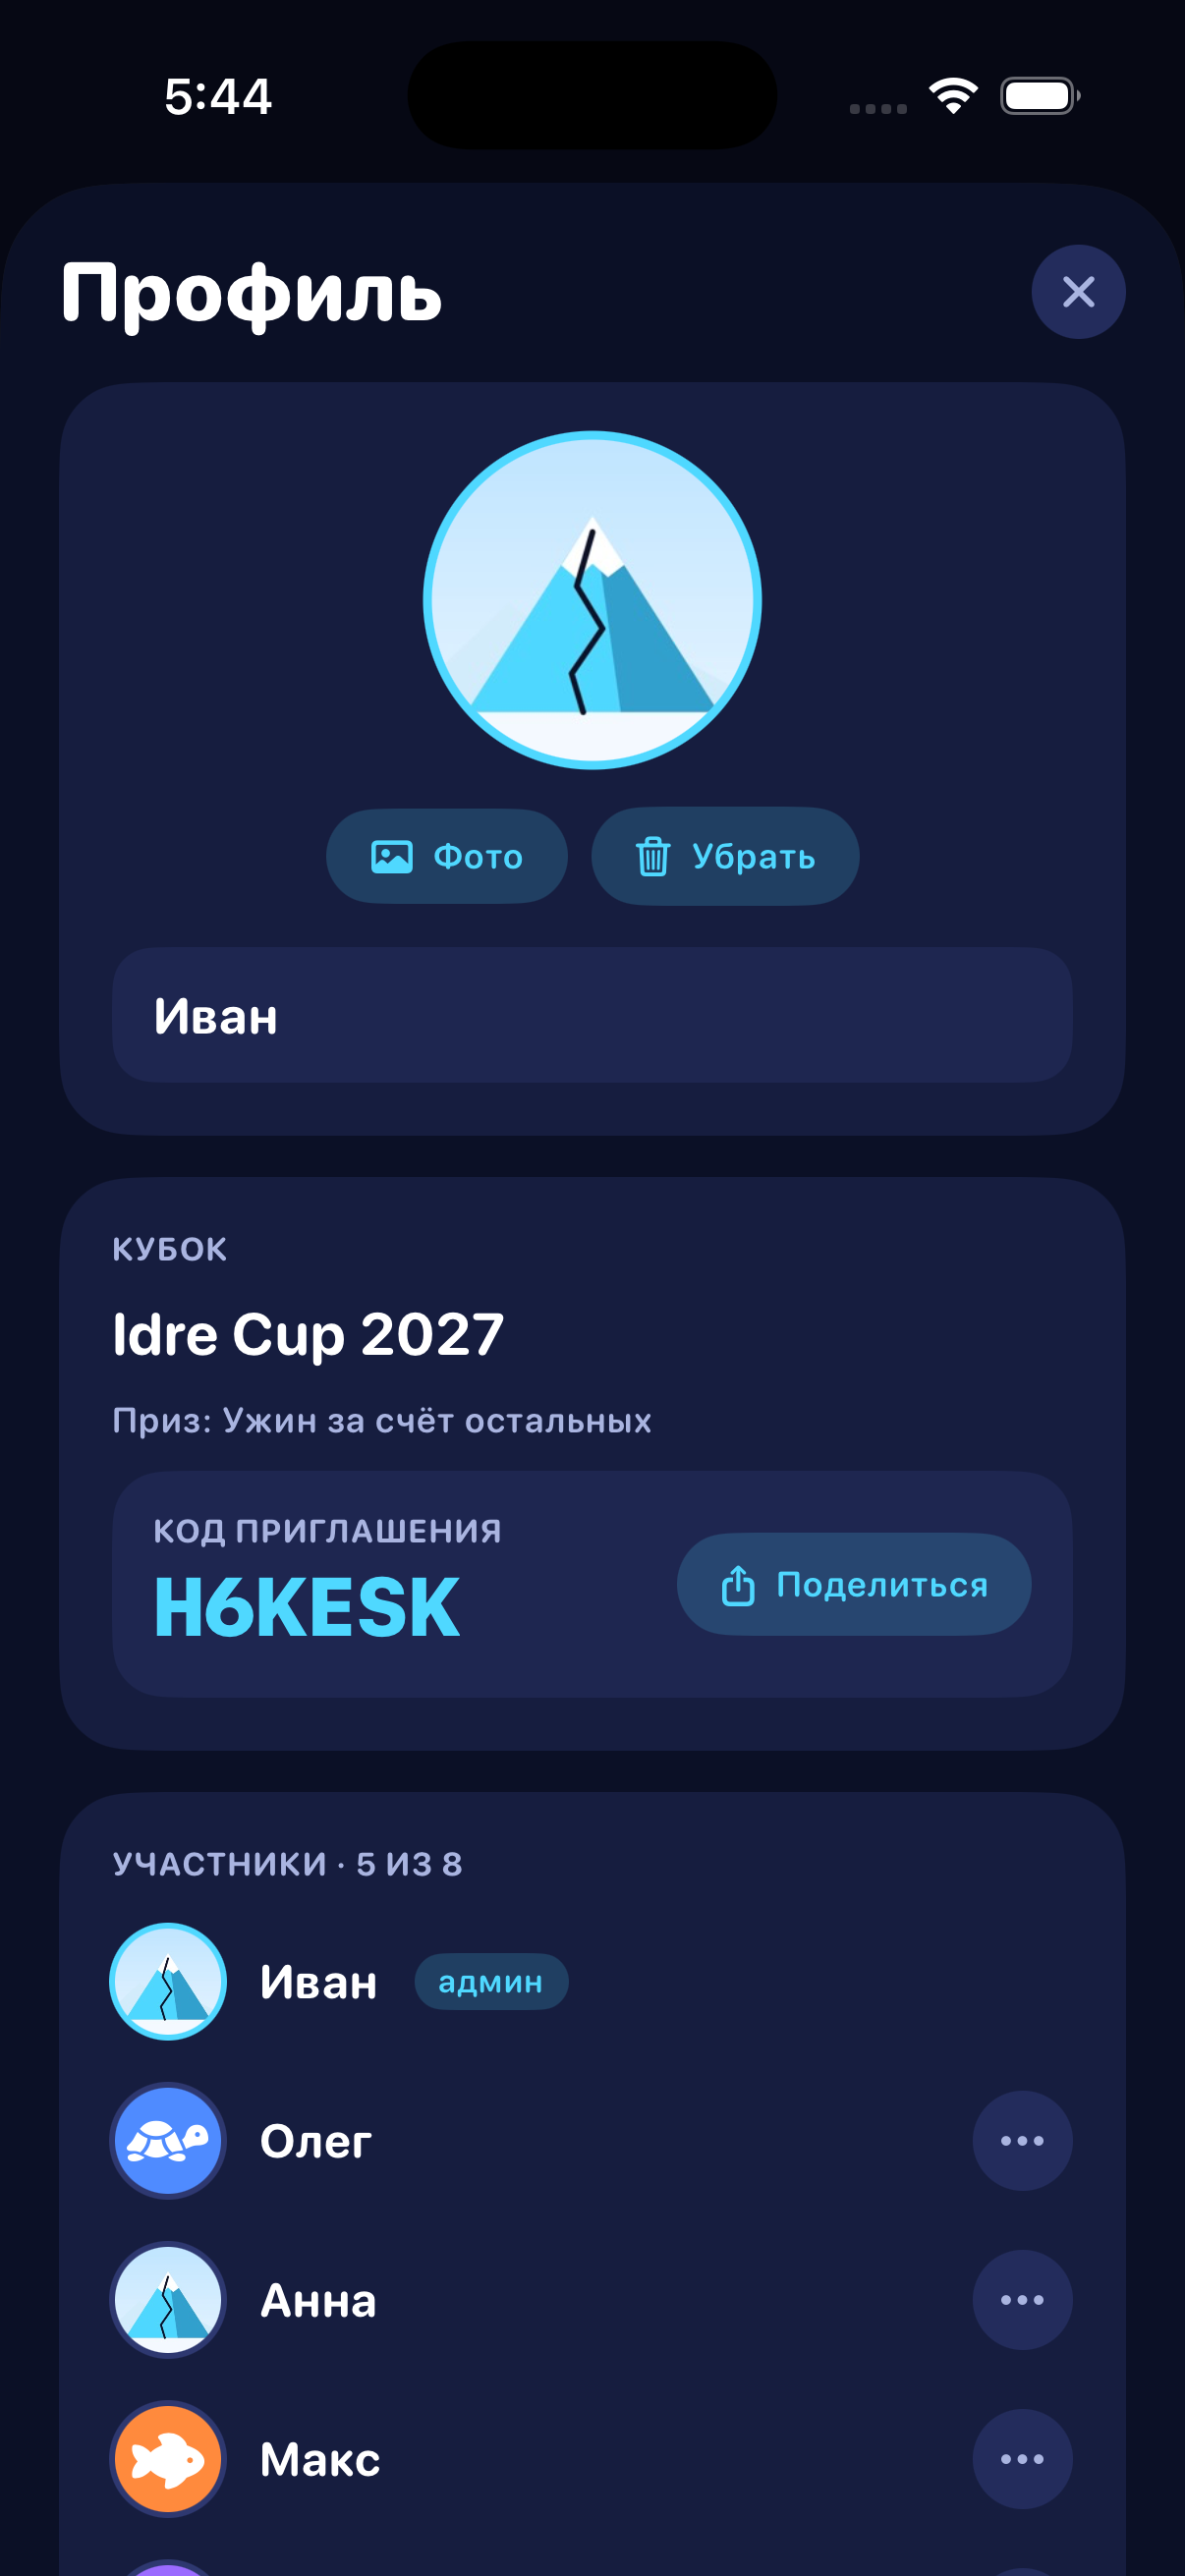 5:44
Профиль
Фото
Убрать
Иван
КУБОК
Idre Cup 2027
Приз: Ужин за счёт остальных
КОД ПРИГЛАШЕНИЯ
H6KESK
Поделиться
УЧАСТНИКИ · 5 ИЗ 8
Иван админ
Олег
Анна
Макс